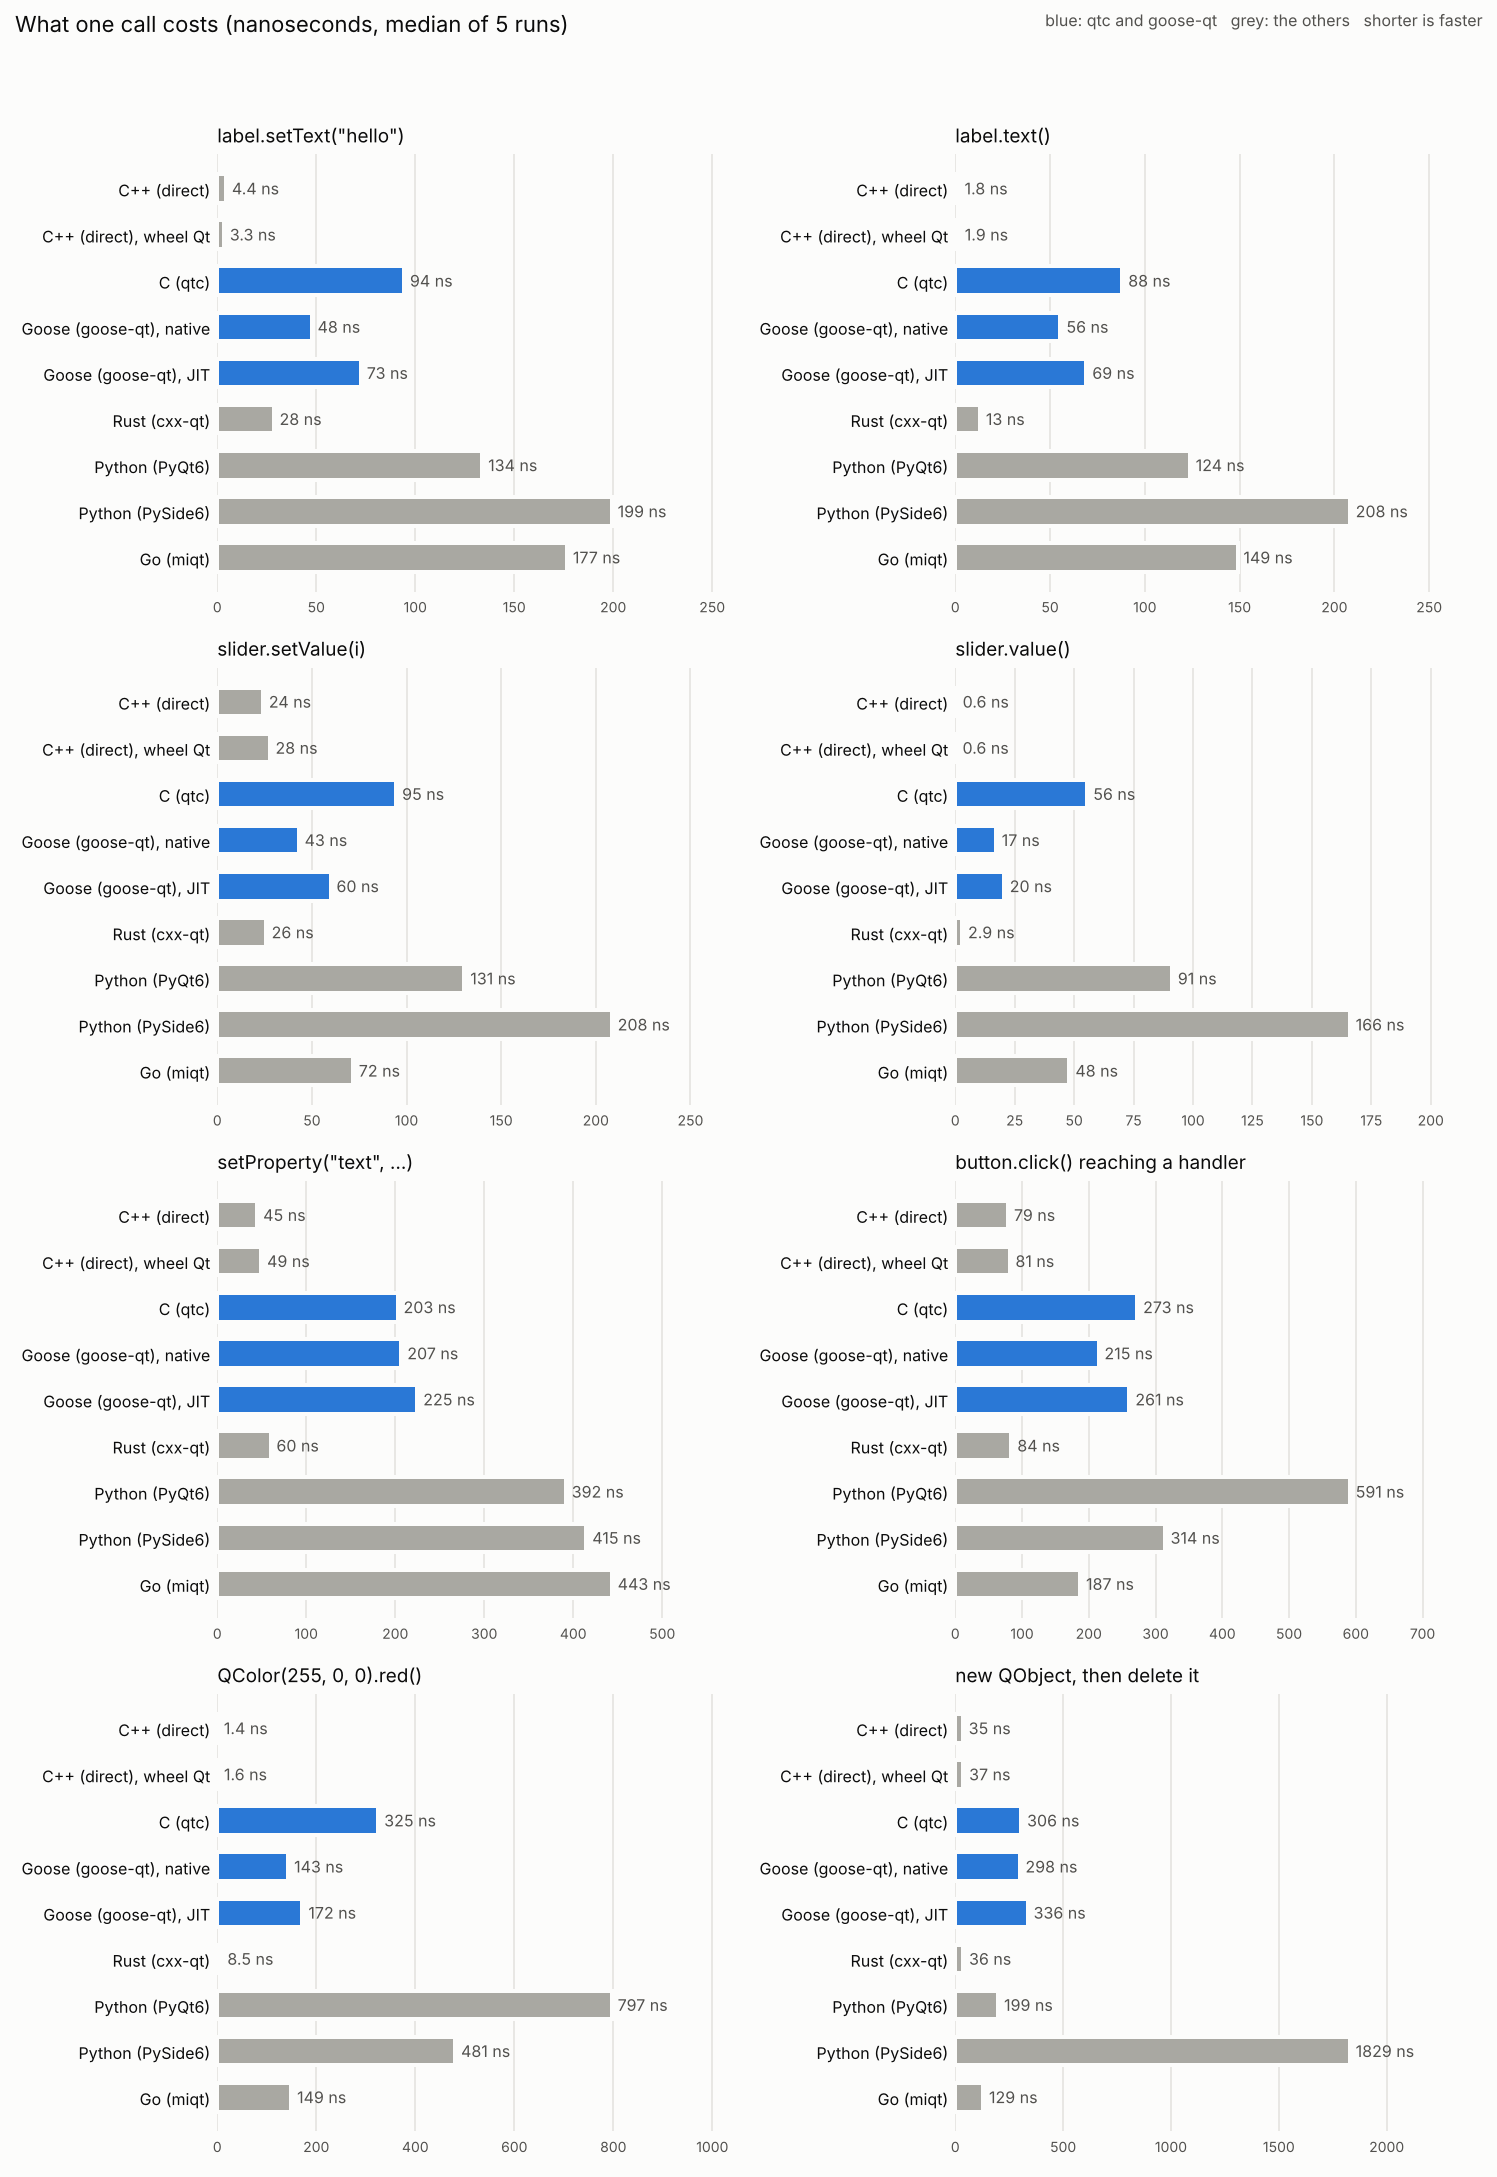 What one call costs (nanoseconds, median of 5 runs)
blue: qtc and goose-qt grey: the others shorter is faster
label.setText("hello")
C++ (direct) 4.4 ns
C++ (direct), wheel Qt 3.3 ns
C (qtc) 94 ns
Goose (goose-qt), native 48 ns
Goose (goose-qt), JIT 73 ns
Rust (cxx-qt) 28 ns
Python (PyQt6) 134 ns
Python (PySide6) 199 ns
Go (miqt) 177 ns
0 50 100 150 200 250
label.text()
C++ (direct) 1.8 ns
C++ (direct), wheel Qt 1.9 ns
C (qtc) 88 ns
Goose (goose-qt), native 56 ns
Goose (goose-qt), JIT 69 ns
Rust (cxx-qt) 13 ns
Python (PyQt6) 124 ns
Python (PySide6) 208 ns
Go (miqt) 149 ns
0 50 100 150 200 250
slider.setValue(i)
C++ (direct) 24 ns
C++ (direct), wheel Qt 28 ns
C (qtc) 95 ns
Goose (goose-qt), native 43 ns
Goose (goose-qt), JIT 60 ns
Rust (cxx-qt) 26 ns
Python (PyQt6) 131 ns
Python (PySide6) 208 ns
Go (miqt) 72 ns
0 50 100 150 200 250
slider.value()
C++ (direct) 0.6 ns
C++ (direct), wheel Qt 0.6 ns
C (qtc) 56 ns
Goose (goose-qt), native 17 ns
Goose (goose-qt), JIT 20 ns
Rust (cxx-qt) 2.9 ns
Python (PyQt6) 91 ns
Python (PySide6) 166 ns
Go (miqt) 48 ns
0 25 50 75 100 125 150 175 200
setProperty("text", ...)
C++ (direct) 45 ns
C++ (direct), wheel Qt 49 ns
C (qtc) 203 ns
Goose (goose-qt), native 207 ns
Goose (goose-qt), JIT 225 ns
Rust (cxx-qt) 60 ns
Python (PyQt6) 392 ns
Python (PySide6) 415 ns
Go (miqt) 443 ns
0 100 200 300 400 500
button.click() reaching a handler
C++ (direct) 79 ns
C++ (direct), wheel Qt 81 ns
C (qtc) 273 ns
Goose (goose-qt), native 215 ns
Goose (goose-qt), JIT 261 ns
Rust (cxx-qt) 84 ns
Python (PyQt6) 591 ns
Python (PySide6) 314 ns
Go (miqt) 187 ns
0 100 200 300 400 500 600 700
QColor(255, 0, 0).red()
C++ (direct) 1.4 ns
C++ (direct), wheel Qt 1.6 ns
C (qtc) 325 ns
Goose (goose-qt), native 143 ns
Goose (goose-qt), JIT 172 ns
Rust (cxx-qt) 8.5 ns
Python (PyQt6) 797 ns
Python (PySide6) 481 ns
Go (miqt) 149 ns
0 200 400 600 800 1000
new QObject, then delete it
C++ (direct) 35 ns
C++ (direct), wheel Qt 37 ns
C (qtc) 306 ns
Goose (goose-qt), native 298 ns
Goose (goose-qt), JIT 336 ns
Rust (cxx-qt) 36 ns
Python (PyQt6) 199 ns
Python (PySide6) 1829 ns
Go (miqt) 129 ns
0 500 1000 1500 2000